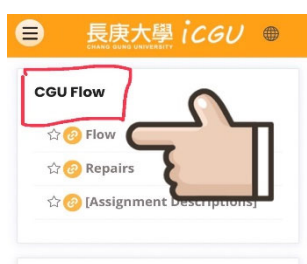 長庚大學 iCGU
CHANG GUNG UNIVERSITY
CGU Flow
Flow
Repairs
[Assignment Descriptions]